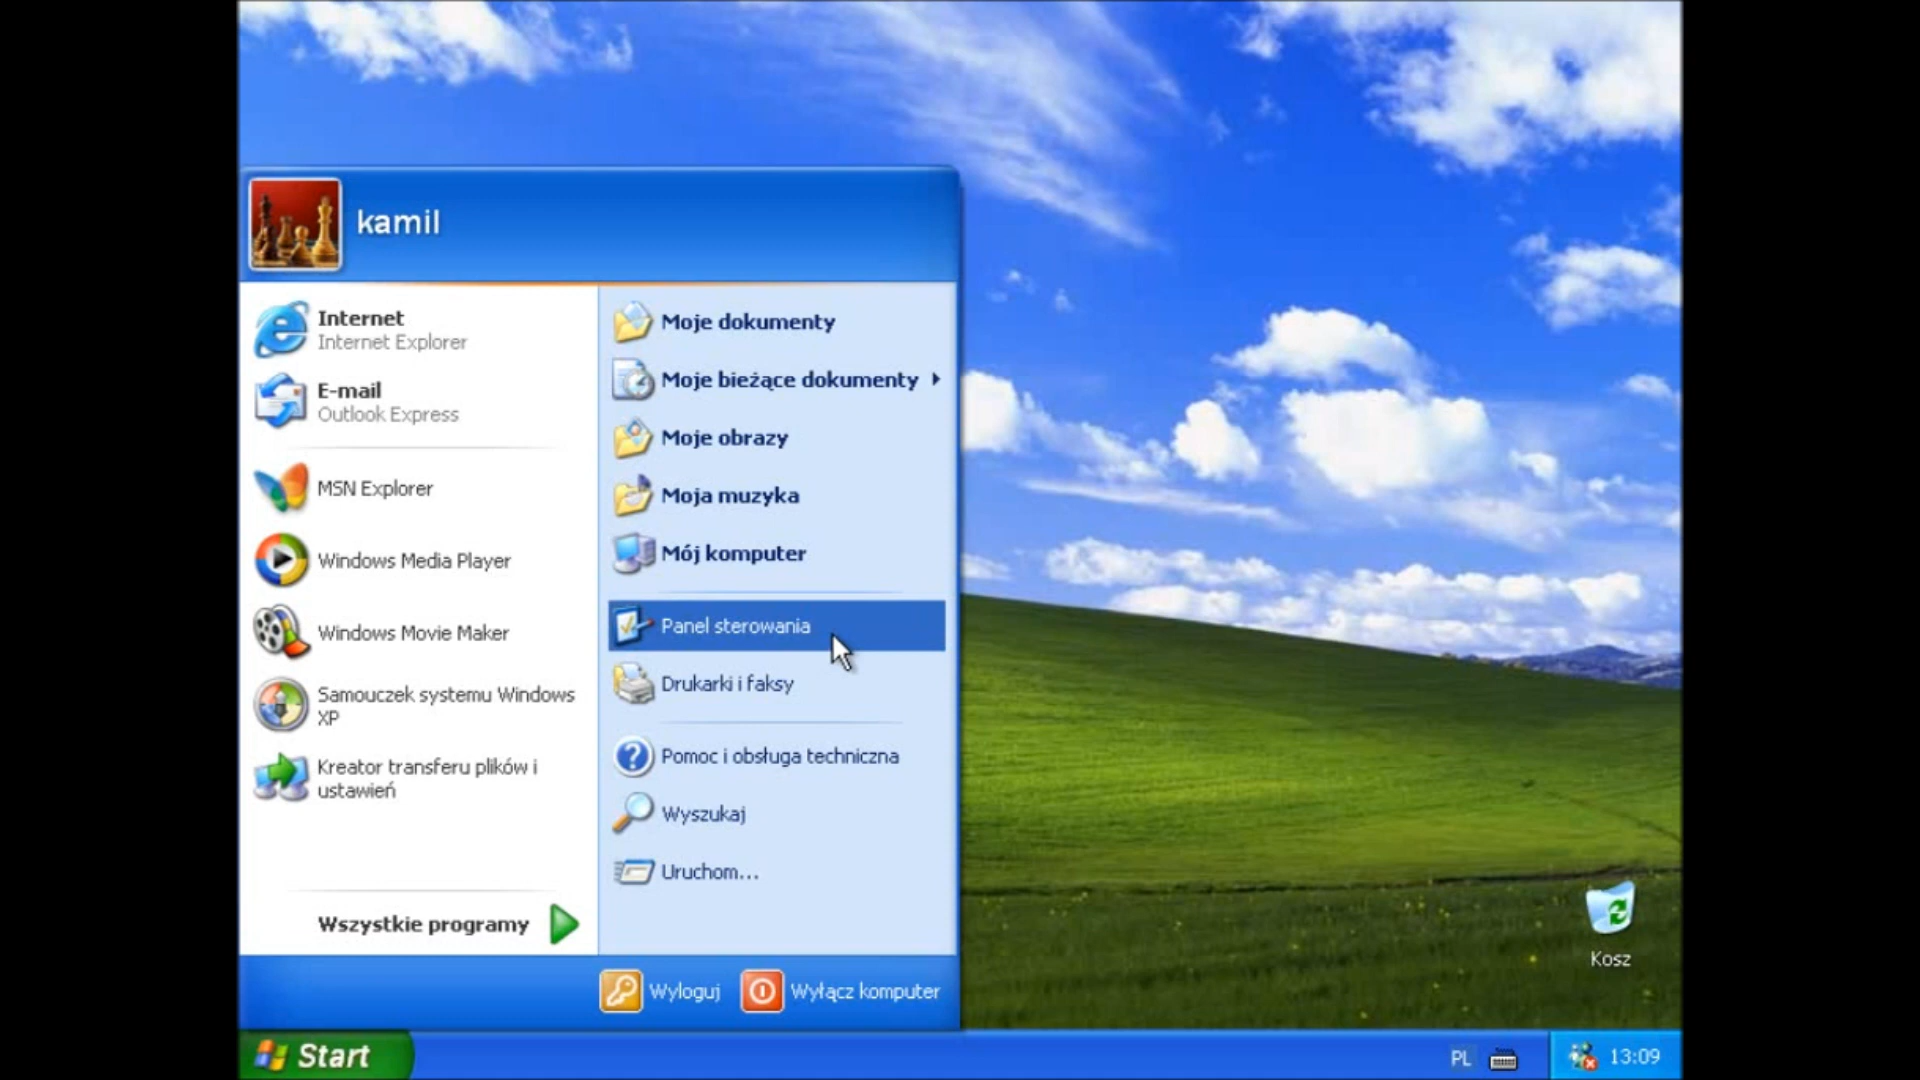 kamil
Internet
Internet Explorer
E-mail
Outlook Express
MSN Explorer
Windows Media Player
Windows Movie Maker
Samouczek systemu Windows
XP
Kreator transferu plików i
ustawień
Wszystkie programy
Moje dokumenty
Moje bieżące dokumenty
Moje obrazy
Moja muzyka
Mój komputer
Panel sterowania
Drukarki i faksy
Pomoc i obsługa techniczna
Wyszukaj
Uruchom...
Wyloguj
Wyłącz komputer
Kosz
Start
PL
13:09